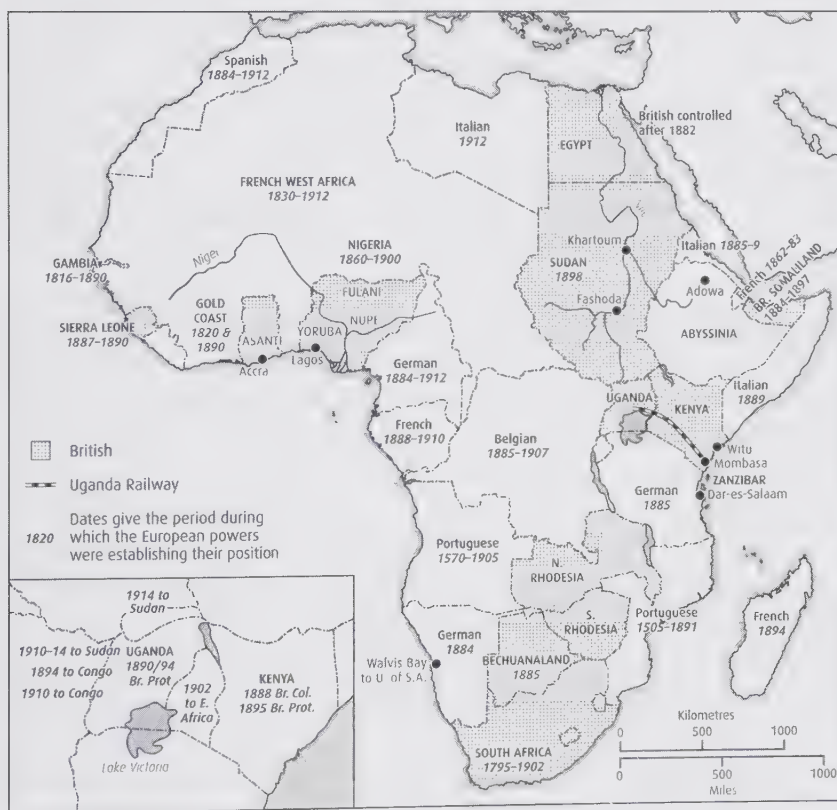 Spanish
1884–1912
Italian
1912
British controlled
after 1882
EGYPT
FRENCH WEST AFRICA
1830–1912
Niger
NIGERIA
1860–1900
FULANI
NUPE
YORUBA
Lagos
GAMBIA
1816–1890
SIERRA LEONE
1887–1890
GOLD
COAST
1820 &
1890
ASANTI
Accra
Khartoum
SUDAN
1898
Fashoda
Italian 1885–9
Adowa
French 1862–83
BR. SOMALILAND
1884–1897
ABYSSINIA
German
1884–1912
French
1888–1910
Belgian
1885–1907
UGANDA
KENYA
Italian
1889
Witu
Mombasa
ZANZIBAR
Dar-es-Salaam
German
1885
Portuguese
1570–1905
N.
RHODESIA
S.
RHODESIA
Portuguese
1505–1891
French
1894
German
1884
BECHUANALAND
1885
Walvis Bay
to U. of S.A.
SOUTH AFRICA
1795–1902
British
Uganda Railway
1820
Dates give the period during
which the European powers
were establishing their position
1914 to
Sudan
1910–14 to Sudan
1894 to Congo
1910 to Congo
UGANDA
1890/94
Br. Prot
1902
to E.
Africa
KENYA
1888 Br. Col.
1895 Br. Prot.
Lake Victoria
Kilometres
0 500 1000
0 500 1000
Miles